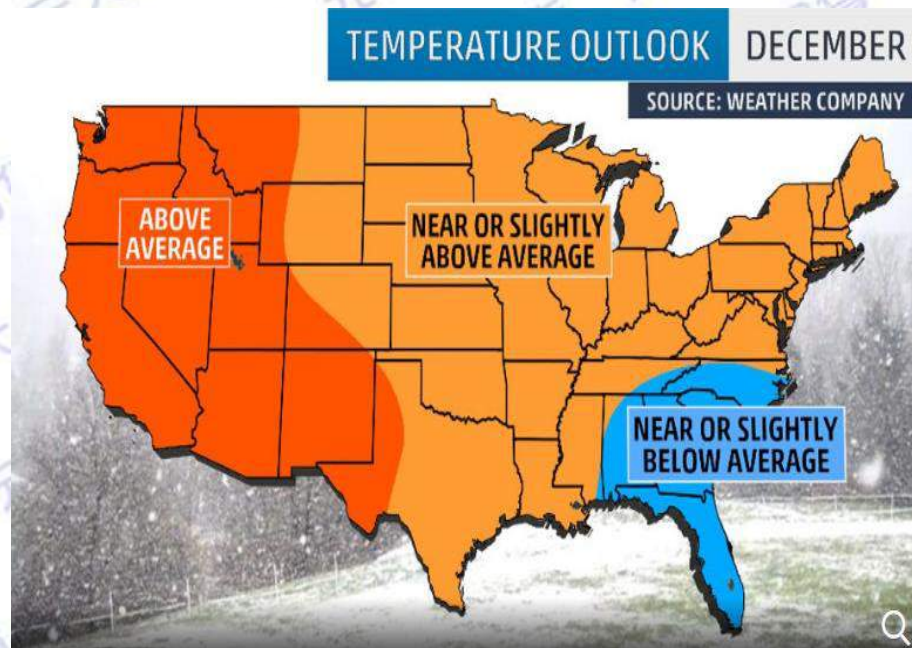 TEMPERATURE OUTLOOK DECEMBER
SOURCE: WEATHER COMPANY
ABOVE
AVERAGE
NEAR OR SLIGHTLY
ABOVE AVERAGE
NEAR OR SLIGHTLY
BELOW AVERAGE